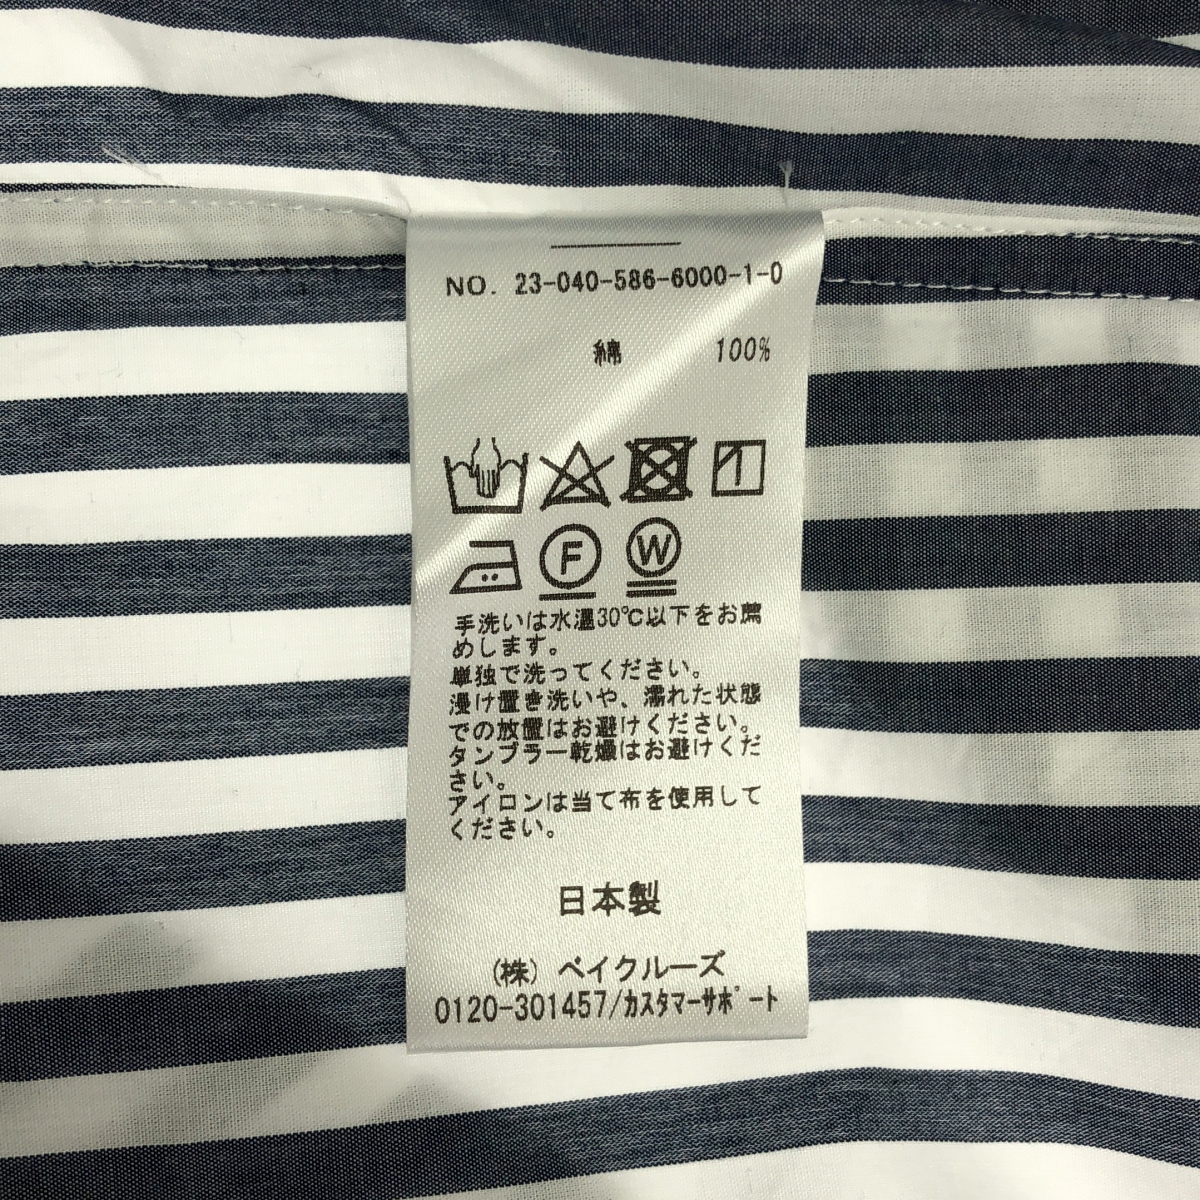 NO. 23-040-586-6000-1-0
綿 100%
F W
手洗いは水温30℃以下をお薦
めします。
単独で洗ってください。
浸け置き洗いや、濡れた状態
での放置はお避けください。
タンブラー乾燥はお避けくだ
さい。
アイロンは当て布を使用して
ください。
日本製
(株) ベイクルーズ
0120-301457/カスタマーサポート